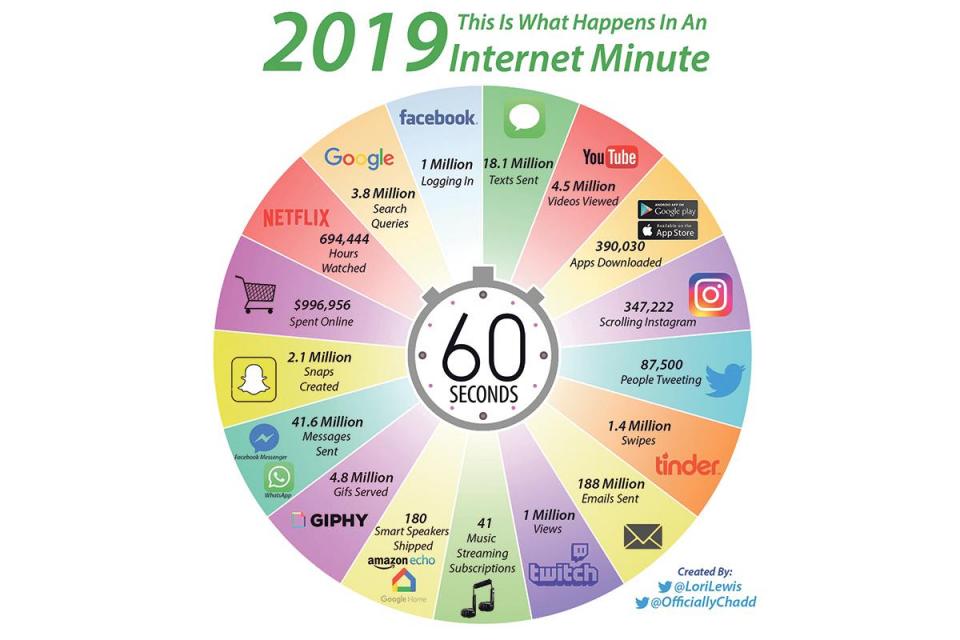 2019
This Is What Happens In An
Internet Minute
facebook.
1 Million
Logging In
18.1 Million
Texts Sent
YouTube
4.5 Million
Videos Viewed
ANDROID APP ON
Google play
Available on the
App Store
390,030
Apps Downloaded
347,222
Scrolling Instagram
87,500
People Tweeting
1.4 Million
Swipes
tinder
188 Million
Emails Sent
1 Million
Views
twitch
41
Music
Streaming
Subscriptions
180
Smart Speakers
Shipped
amazon echo
Google Home
4.8 Million
Gifs Served
GIPHY
41.6 Million
Messages
Sent
Facebook Messenger
WhatsApp
2.1 Million
Snaps
Created
$996,956
Spent Online
NETFLIX
694,444
Hours
Watched
Google
3.8 Million
Search
Queries
60
SECONDS
Created By:
@LoriLewis
@OfficiallyChadd